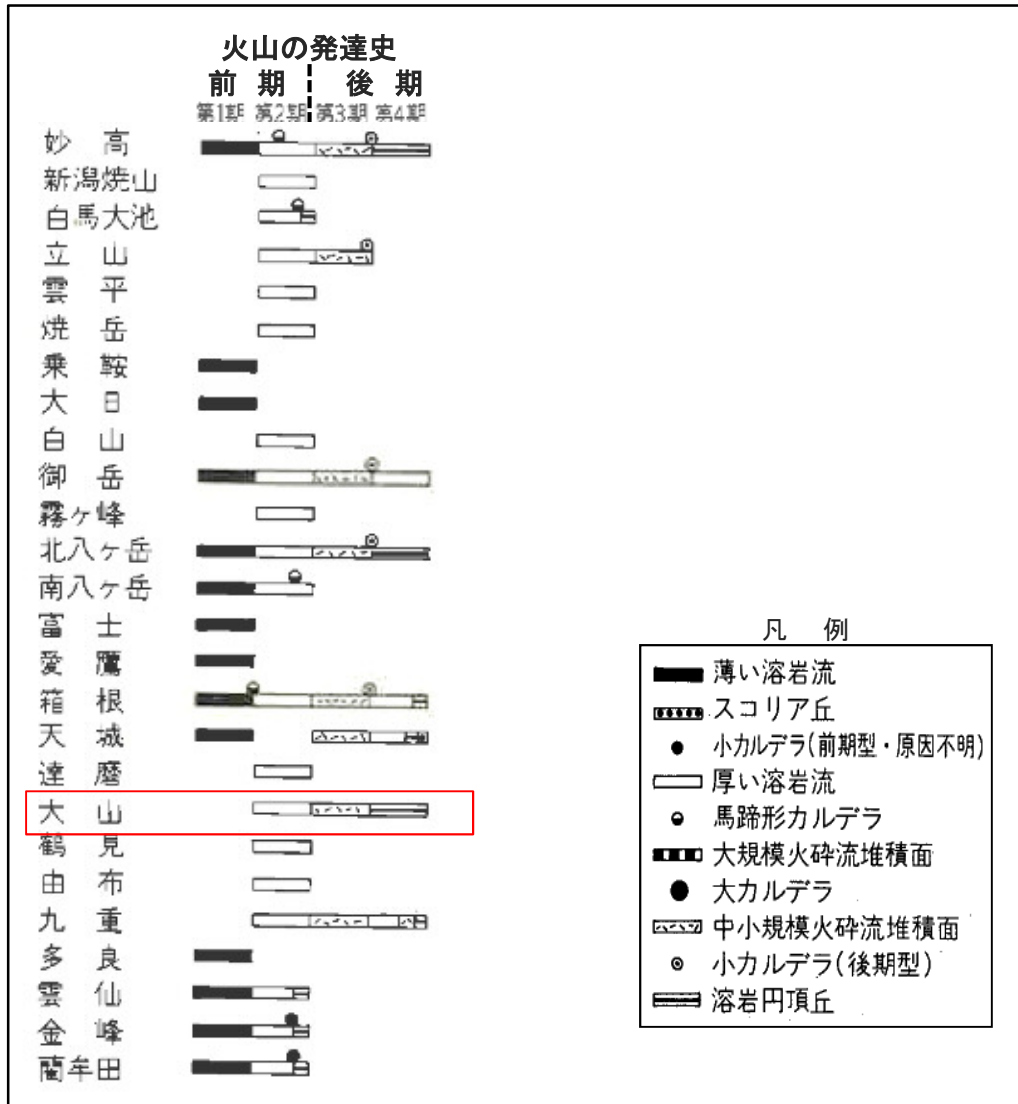 火山の発達史
前 期 後 期
第1期 第2期 第3期 第4期
妙 高
新潟焼山
白馬大池
立 山
雲 平
焼 岳
乗 鞍
大 日
白 山
御 岳
霧ヶ峰
北八ヶ岳
南八ヶ岳
富 士
愛 鷹
箱 根
天 城
達 磨
大 山
鶴 見
由 布
九 重
多 良
雲 仙
金 峰
藺牟田
凡 例
薄い溶岩流
スコリア丘
小カルデラ(前期型・原因不明)
厚い溶岩流
馬蹄形カルデラ
大規模火砕流堆積面
大カルデラ
中小規模火砕流堆積面
小カルデラ(後期型)
溶岩円頂丘